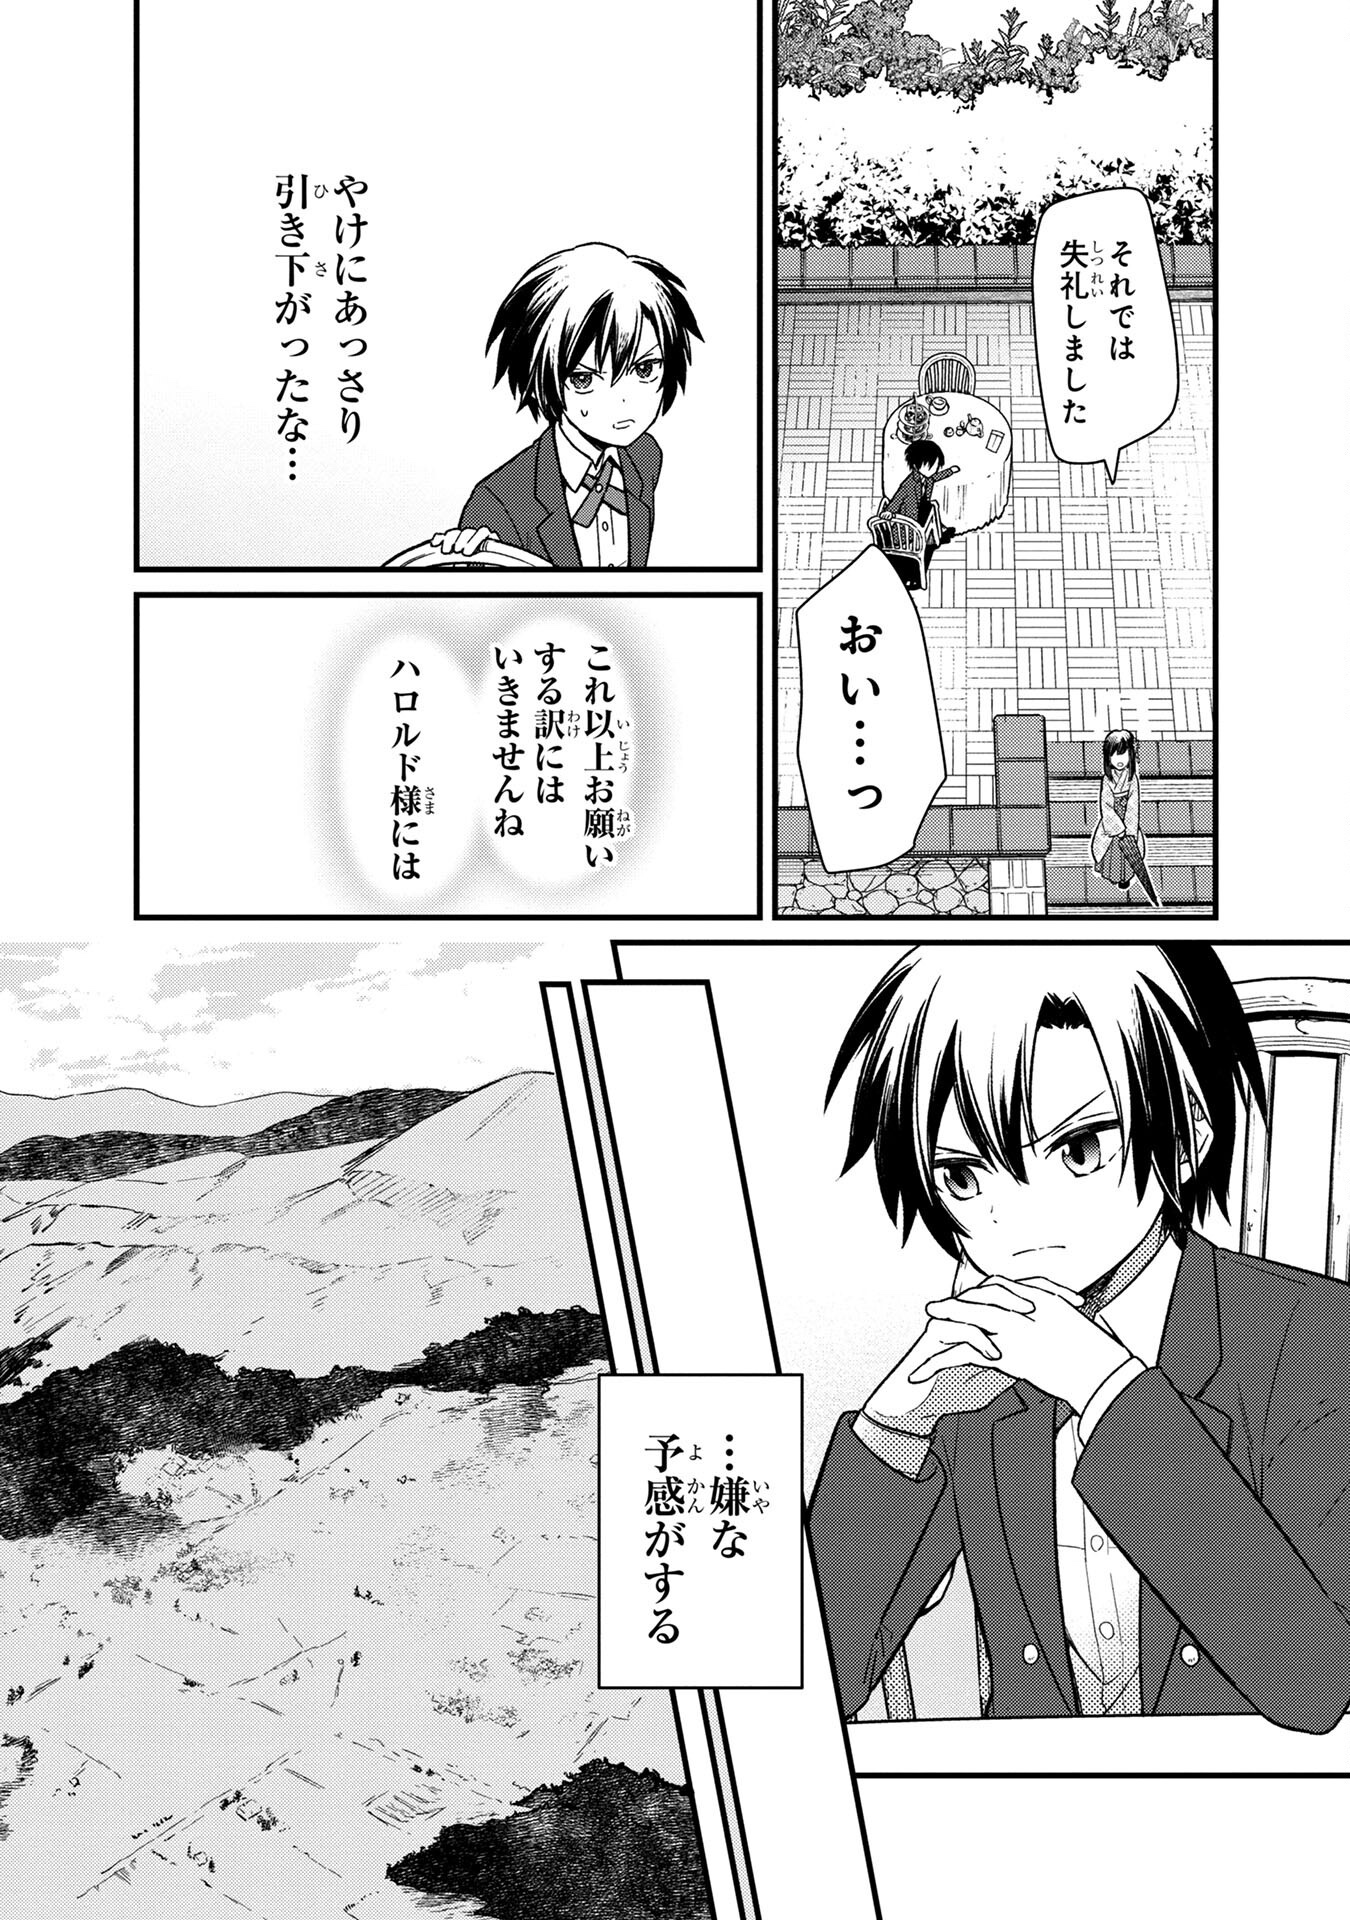 それでは
失礼しました
おい…っ
やけにあっさり
引き下がったな…
これ以上お願い
する訳には
いきませんね
ハロルド様には
…嫌な
予感がする